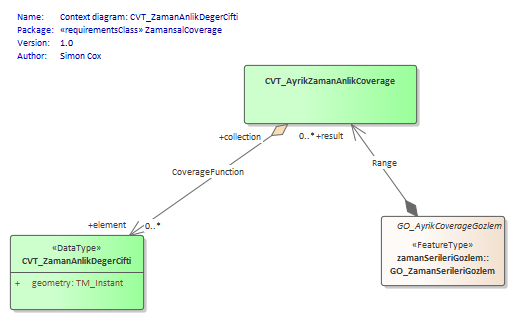 Name: Context diagram: CVT_ZamanAnlikDegerCifti
Package: «requirementsClass» ZamansalCoverage
Version: 1.0
Author: Simon Cox
CVT_AyrikZamanAnlikCoverage
+collection
0..* +result
Range
CoverageFunction
+element
0..*
GO_AyrikCoverageGozlem
«FeatureType»
zamanSerileriGozlem::
GO_ZamanSerileriGozlem
«DataType»
CVT_ZamanAnlikDegerCifti
+ geometry: TM_Instant